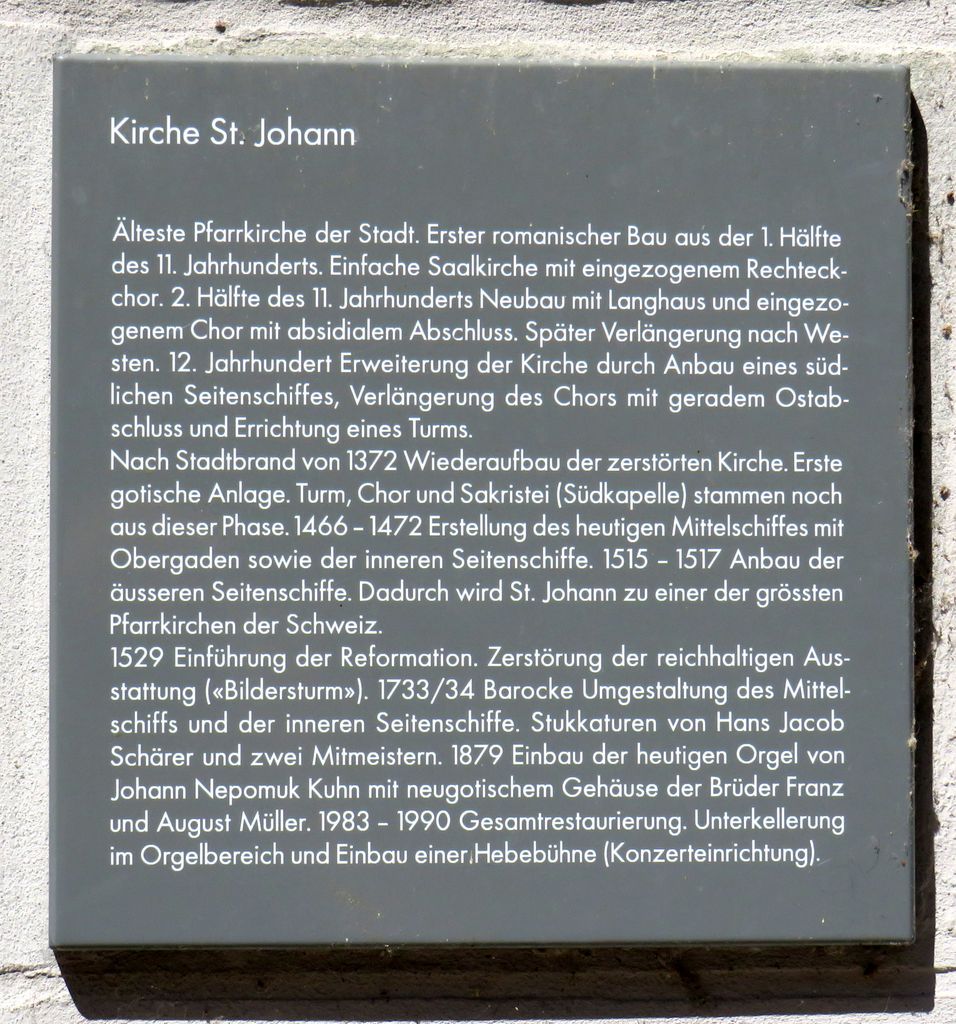 Kirche St. Johann
Älteste Pfarrkirche der Stadt. Erster romanischer Bau aus der 1. Hälfte
des 11. Jahrhunderts. Einfache Saalkirche mit eingezogenem Rechteck-
chor. 2. Hälfte des 11. Jahrhunderts Neubau mit Langhaus und eingezo-
genem Chor mit absidialem Abschluss. Später Verlängerung nach We-
sten. 12. Jahrhundert Erweiterung der Kirche durch Anbau eines süd-
lichen Seitenschiffes, Verlängerung des Chors mit geradem Ostab-
schluss und Errichtung eines Turms.
Nach Stadtbrand von 1372 Wiederaufbau der zerstörten Kirche. Erste
gotische Anlage. Turm, Chor und Sakristei (Südkapelle) stammen noch
aus dieser Phase. 1466 – 1472 Erstellung des heutigen Mittelschiffes mit
Obergaden sowie der inneren Seitenschiffe. 1515 – 1517 Anbau der
äusseren Seitenschiffe. Dadurch wird St. Johann zu einer der grössten
Pfarrkirchen der Schweiz.
1529 Einführung der Reformation. Zerstörung der reichhaltigen Aus-
stattung («Bildersturm»). 1733/34 Barocke Umgestaltung des Mittel-
schiffs und der inneren Seitenschiffe. Stukkaturen von Hans Jacob
Schärer und zwei Mitmeistern. 1879 Einbau der heutigen Orgel von
Johann Nepomuk Kuhn mit neugotischem Gehäuse der Brüder Franz
und August Müller. 1983 – 1990 Gesamtrestaurierung. Unterkellerung
im Orgelbereich und Einbau einer Hebebühne (Konzerteinrichtung).